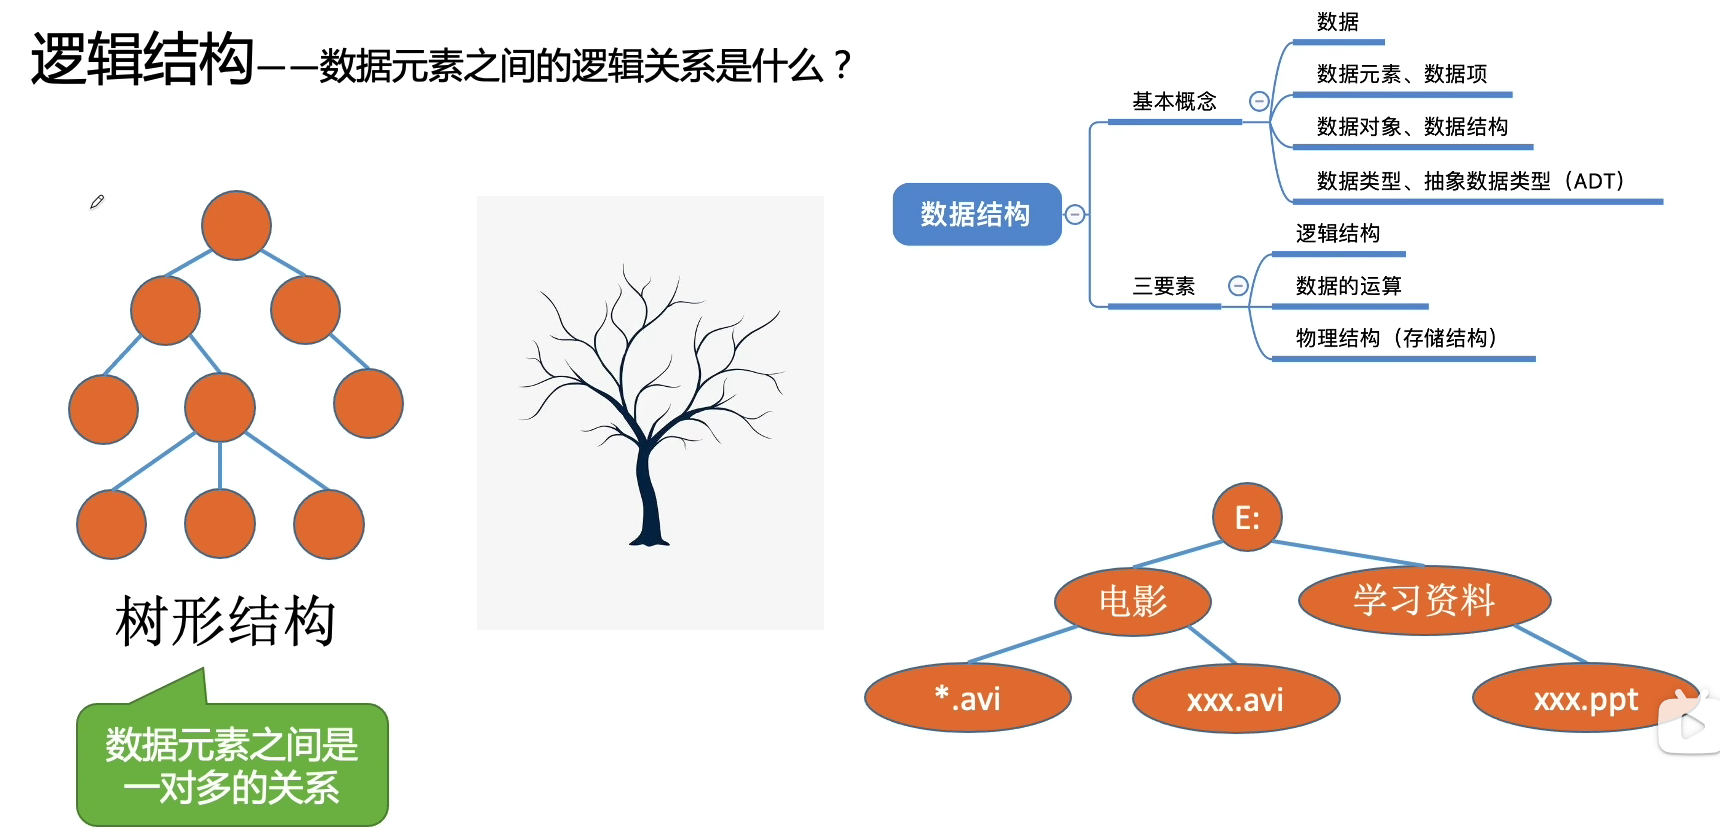 逻辑结构——数据元素之间的逻辑关系是什么？
数据
数据元素、数据项
基本概念
数据对象、数据结构
数据类型、抽象数据类型（ADT）
数据结构
逻辑结构
三要素
数据的运算
物理结构（存储结构）
树形结构
数据元素之间是
一对多的关系
E:
电影
学习资料
*.avi
xxx.avi
xxx.ppt